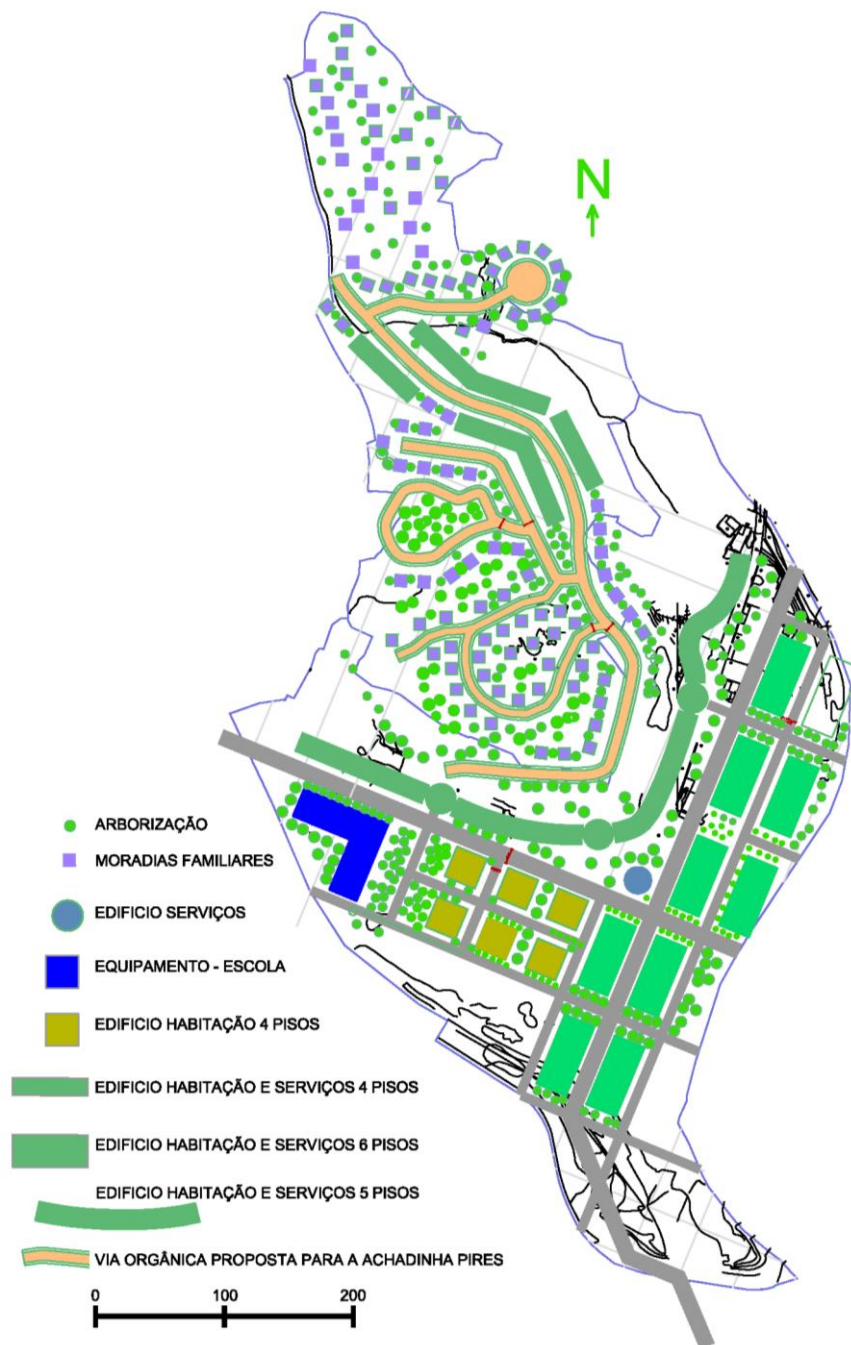 N
ARBORIZAÇÃO
MORADIAS FAMILIARES
EDIFICIO SERVIÇOS
EQUIPAMENTO - ESCOLA
EDIFICIO HABITAÇÃO 4 PISOS
EDIFICIO HABITAÇÃO E SERVIÇOS 4 PISOS
EDIFICIO HABITAÇÃO E SERVIÇOS 6 PISOS
EDIFICIO HABITAÇÃO E SERVIÇOS 5 PISOS
VIA ORGÂNICA PROPOSTA PARA A ACHADINHA PIRES
0 100 200